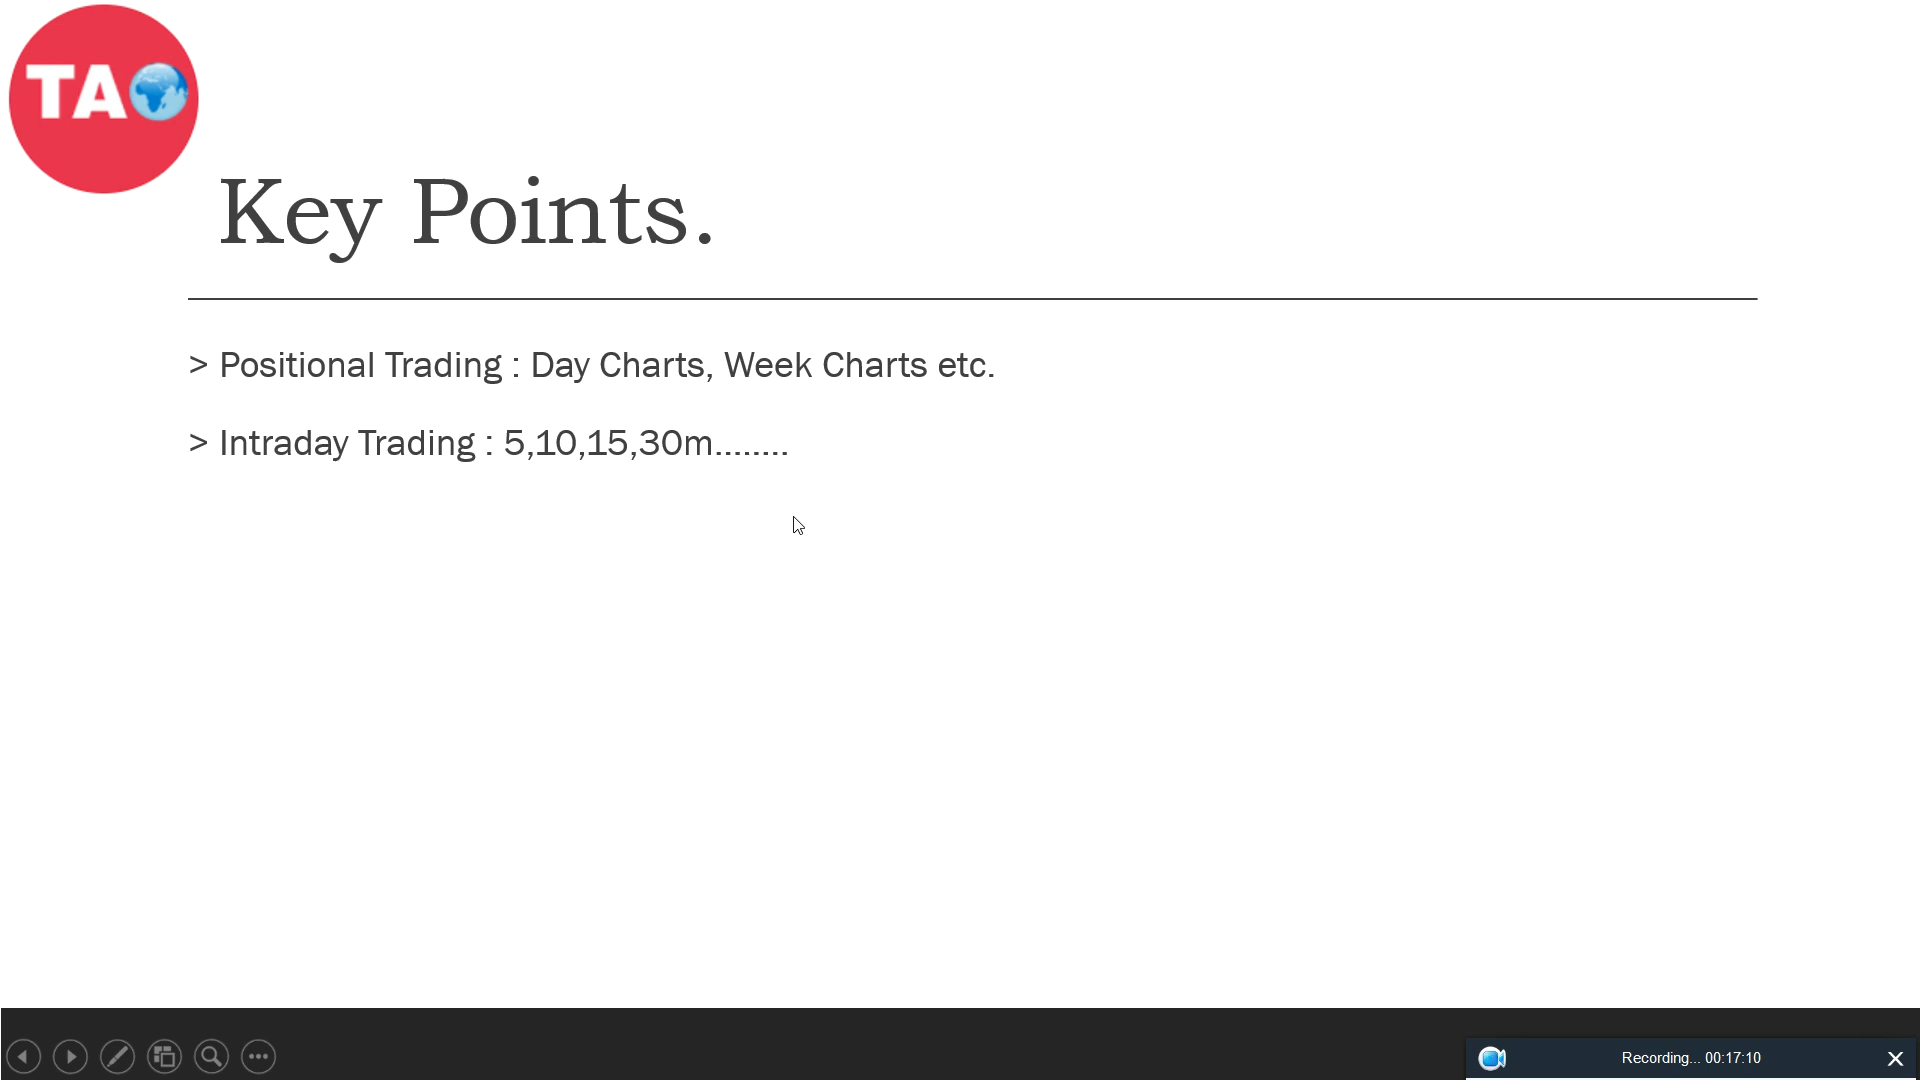 TA
Key Points.
> Positional Trading : Day Charts, Week Charts etc.
> Intraday Trading : 5,10,15,30m........
Recording... 00:17:10